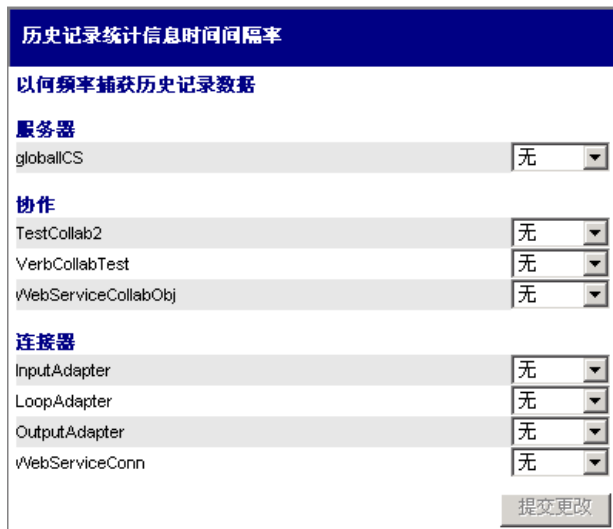 历史记录统计信息时间间隔率
以何频率捕获历史记录数据
服务器
globalICS 无
协作
TestCollab2 无
VerbCollabTest 无
WebServiceCollabObj 无
连接器
InputAdapter 无
LoopAdapter 无
OutputAdapter 无
WebServiceConn 无
提交更改